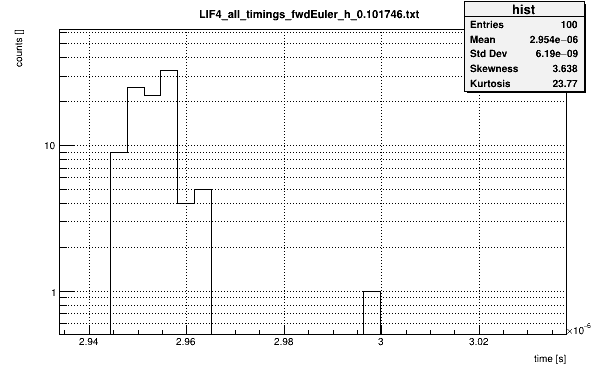 LIF4_all_timings_fwdEuler_h_0.101746.txt
hist
Entries 100
Mean 2.954e−06
Std Dev 6.19e−09
Skewness 3.638
Kurtosis 23.77
counts []
10
1
2.94 2.96 2.98 3 3.02
×10⁻⁶
time [s]